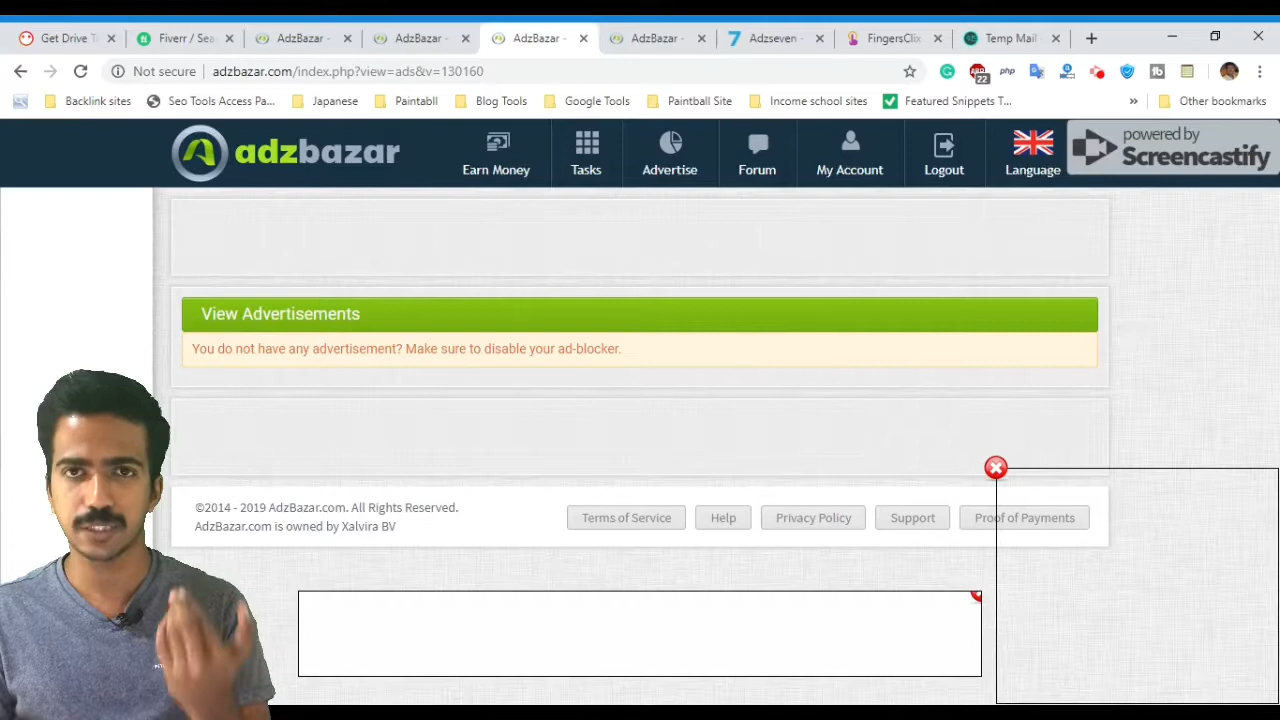 Get Drive T
Fiverr / Sea
AdzBazar -
AdzBazar -
AdzBazar -
AdzBazar -
Adzseven -
FingersClix
Temp Mail
Not secure
adzbazar.com/index.php?view=ads&c=130160
22
php
Backlink sites
Seo Tools Access Pa...
Japanese
Paintabll
Blog Tools
Google Tools
Paintball Site
Income school sites
Featured Snippets T...
»
Other bookmarks
adzbazar
Earn Money
Tasks
Advertise
Forum
My Account
Logout
Language
powered by
Screencastify
View Advertisements
You do not have any advertisement? Make sure to disable your ad-blocker.
©2014 - 2019 AdzBazar.com. All Rights Reserved.
AdzBazar.com is owned by Xalvira BV
Terms of Service
Help
Privacy Policy
Support
Proof of Payments